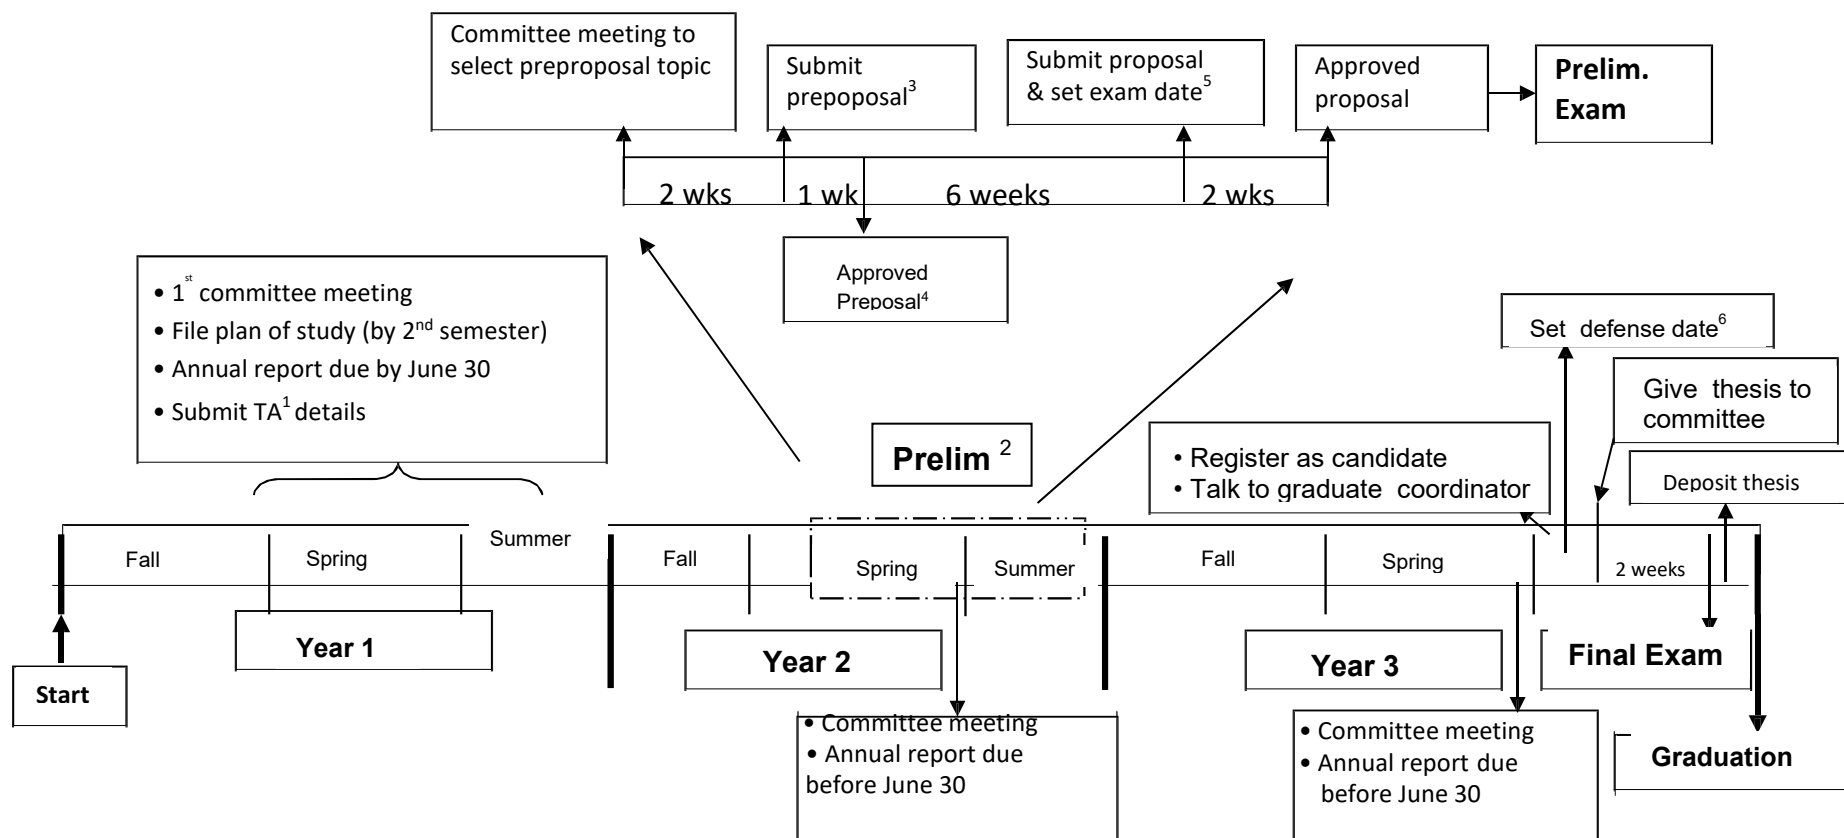 Committee meeting to
select preproposal topic
Submit
prepoposal3
Submit proposal
& set exam date5
Approved
proposal
Prelim.
Exam
2 wks
1 wk
6 weeks
2 wks
Approved
Preposal4
• 1st committee meeting
• File plan of study (by 2nd semester)
• Annual report due by June 30
• Submit TA1 details
Prelim 2
• Register as candidate
• Talk to graduate coordinator
Set defense date6
Give thesis to
committee
Deposit thesis
Fall
Spring
Summer
Fall
Spring
Summer
Fall
Spring
2 weeks
Year 1
Year 2
Year 3
Final Exam
Start
• Committee meeting
• Annual report due
before June 30
• Committee meeting
• Annual report due
before June 30
Graduation